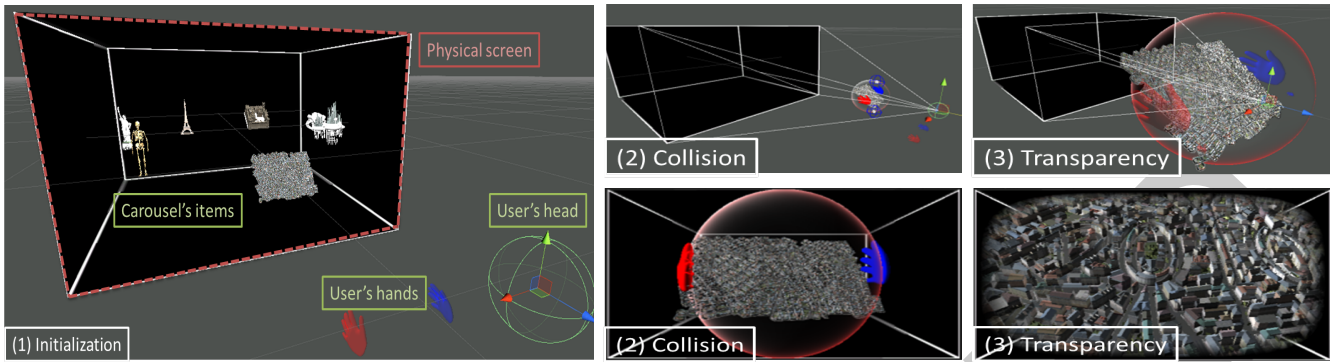 Physical screen
Carousel's items
User's head
User's hands
(1) Initialization
(2) Collision
(3) Transparency
(2) Collision
(3) Transparency